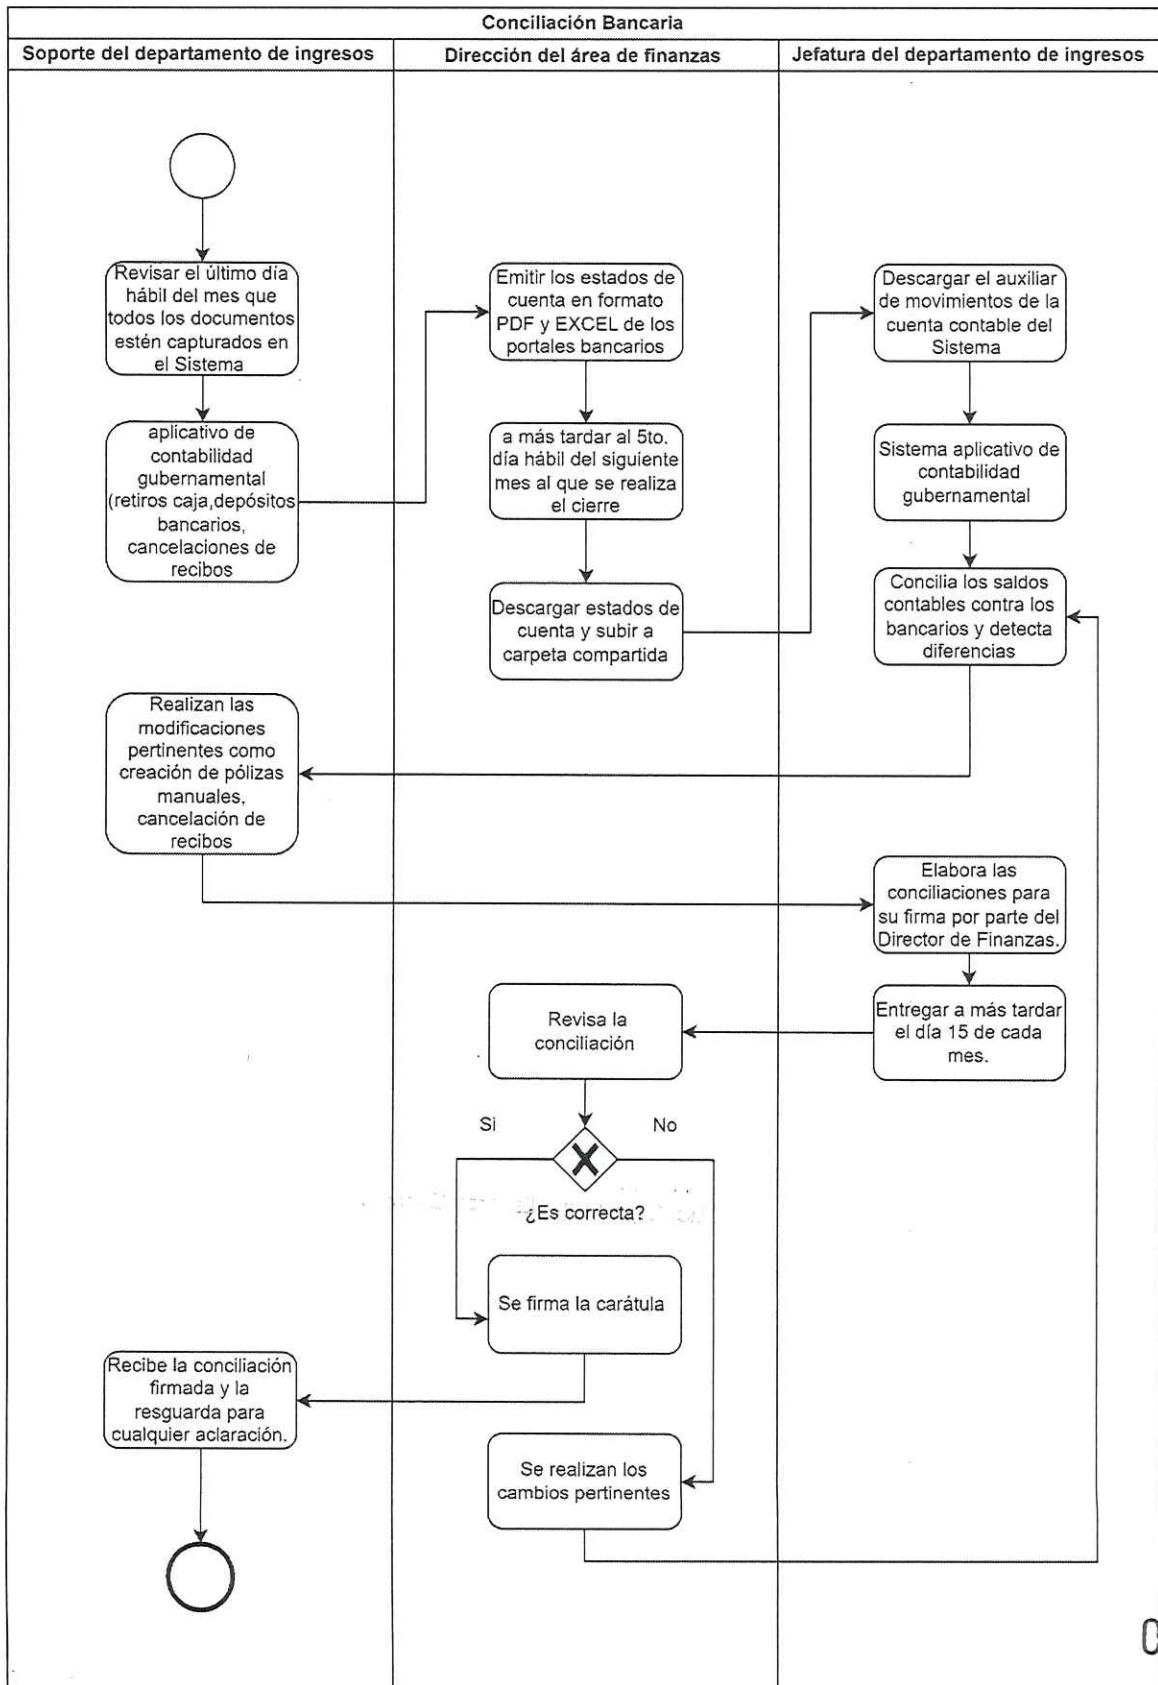 Conciliación Bancaria
Soporte del departamento de ingresos
Dirección del área de finanzas
Jefatura del departamento de ingresos
Revisar el último día
hábil del mes que
todos los documentos
estén capturados en
el Sistema
aplicativo de
contabilidad
gubernamental
(retiros caja,depósitos
bancarios,
cancelaciones de
recibos
Emitir los estados de
cuenta en formato
PDF y EXCEL de los
portales bancarios
a más tardar al 5to.
día hábil del siguiente
mes al que se realiza
el cierre
Descargar estados de
cuenta y subir a
carpeta compartida
Descargar el auxiliar
de movimientos de la
cuenta contable del
Sistema
Sistema aplicativo de
contabilidad
gubernamental
Concilia los saldos
contables contra los
bancarios y detecta
diferencias
Realizan las
modificaciones
pertinentes como
creación de pólizas
manuales,
cancelación de
recibos
Elabora las
conciliaciones para
su firma por parte del
Director de Finanzas.
Entregar a más tardar
el día 15 de cada
mes.
Revisa la
conciliación
Si
No
¿Es correcta?
Se firma la carátula
Recibe la conciliación
firmada y la
resguarda para
cualquier aclaración.
Se realizan los
cambios pertinentes